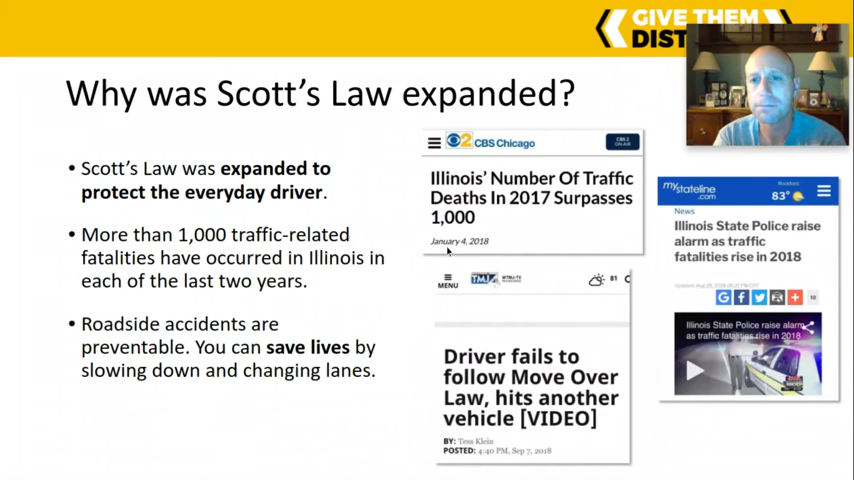 GIVE THEM
DIST
Why was Scott's Law expanded?
• Scott's Law was expanded to
protect the everyday driver.
• More than 1,000 traffic-related
fatalities have occurred in Illinois in
each of the last two years.
• Roadside accidents are
preventable. You can save lives by
slowing down and changing lanes.
2 CBS Chicago
CBS 2
ON AIR
Illinois' Number Of Traffic
Deaths In 2017 Surpasses
1,000
January 4, 2018
MENU
TMJ4
WTMJ-TV
81
Driver fails to
follow Move Over
Law, hits another
vehicle [VIDEO]
BY: Tess Klein
POSTED: 4:40 PM, Sep 7, 2018
mystateline
.com
Rockford
83°
News
Illinois State Police raise
alarm as traffic
fatalities rise in 2018
18
Illinois State Police raise alarm
as traffic fatalities rise in 2018